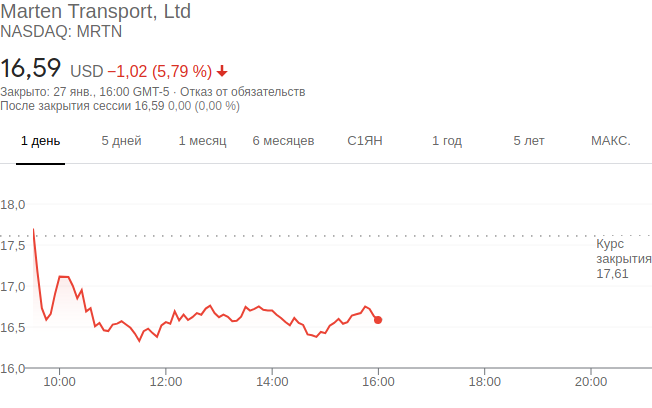 Marten Transport, Ltd
NASDAQ: MRTN
16,59 USD −1,02 (5,79 %)
Закрыто: 27 янв., 16:00 GMT-5 · Отказ от обязательств
После закрытия сессии 16,59 0,00 (0,00 %)
1 день 5 дней 1 месяц 6 месяцев С1ЯН 1 год 5 лет МАКС.
18,0
17,5
17,0
16,5
16,0
Курс
закрытия
17,61
10:00 12:00 14:00 16:00 18:00 20:00